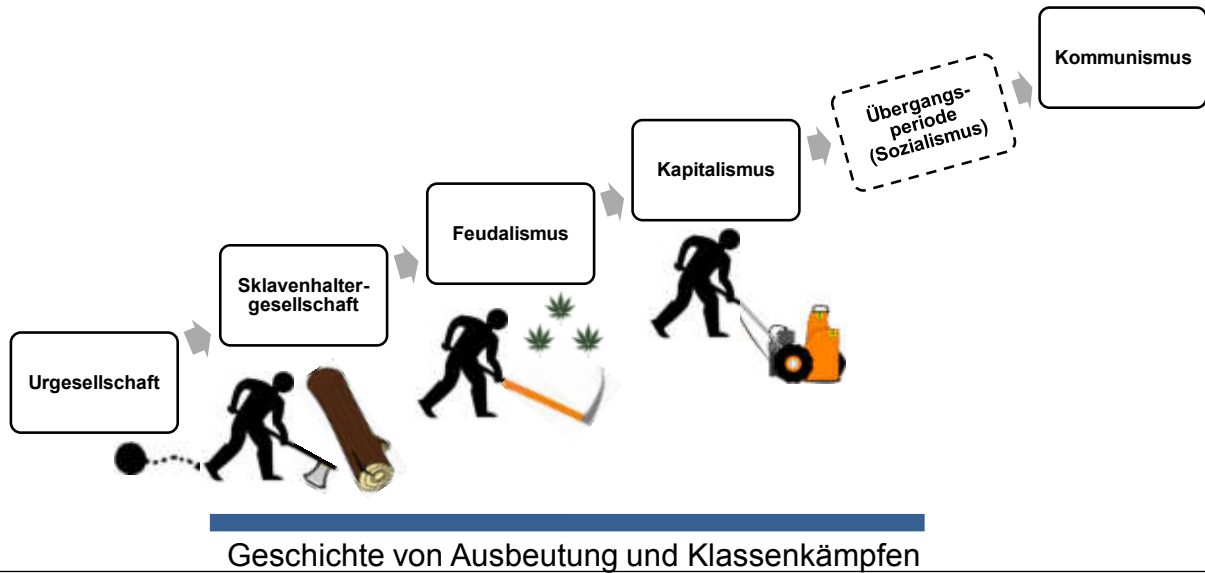 Urgesellschaft
Sklavenhalter-
gesellschaft
Feudalismus
Kapitalismus
Übergangs-
periode
(Sozialismus)
Kommunismus
Geschichte von Ausbeutung und Klassenkämpfen